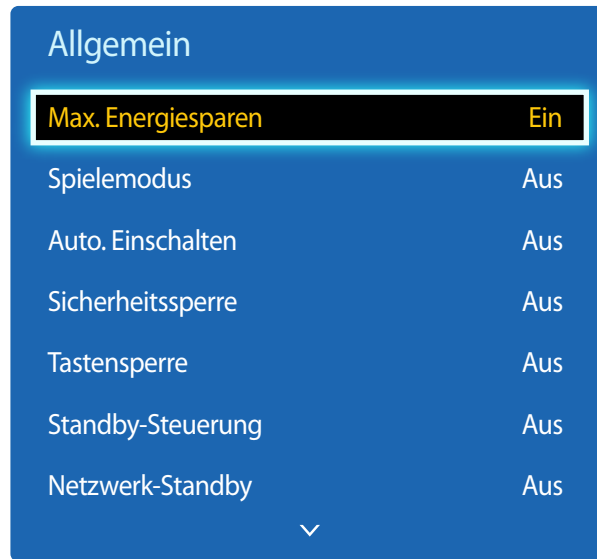 Allgemein
Max. Energiesparen Ein
Spielemodus Aus
Auto. Einschalten Aus
Sicherheitssperre Aus
Tastensperre Aus
Standby-Steuerung Aus
Netzwerk-Standby Aus